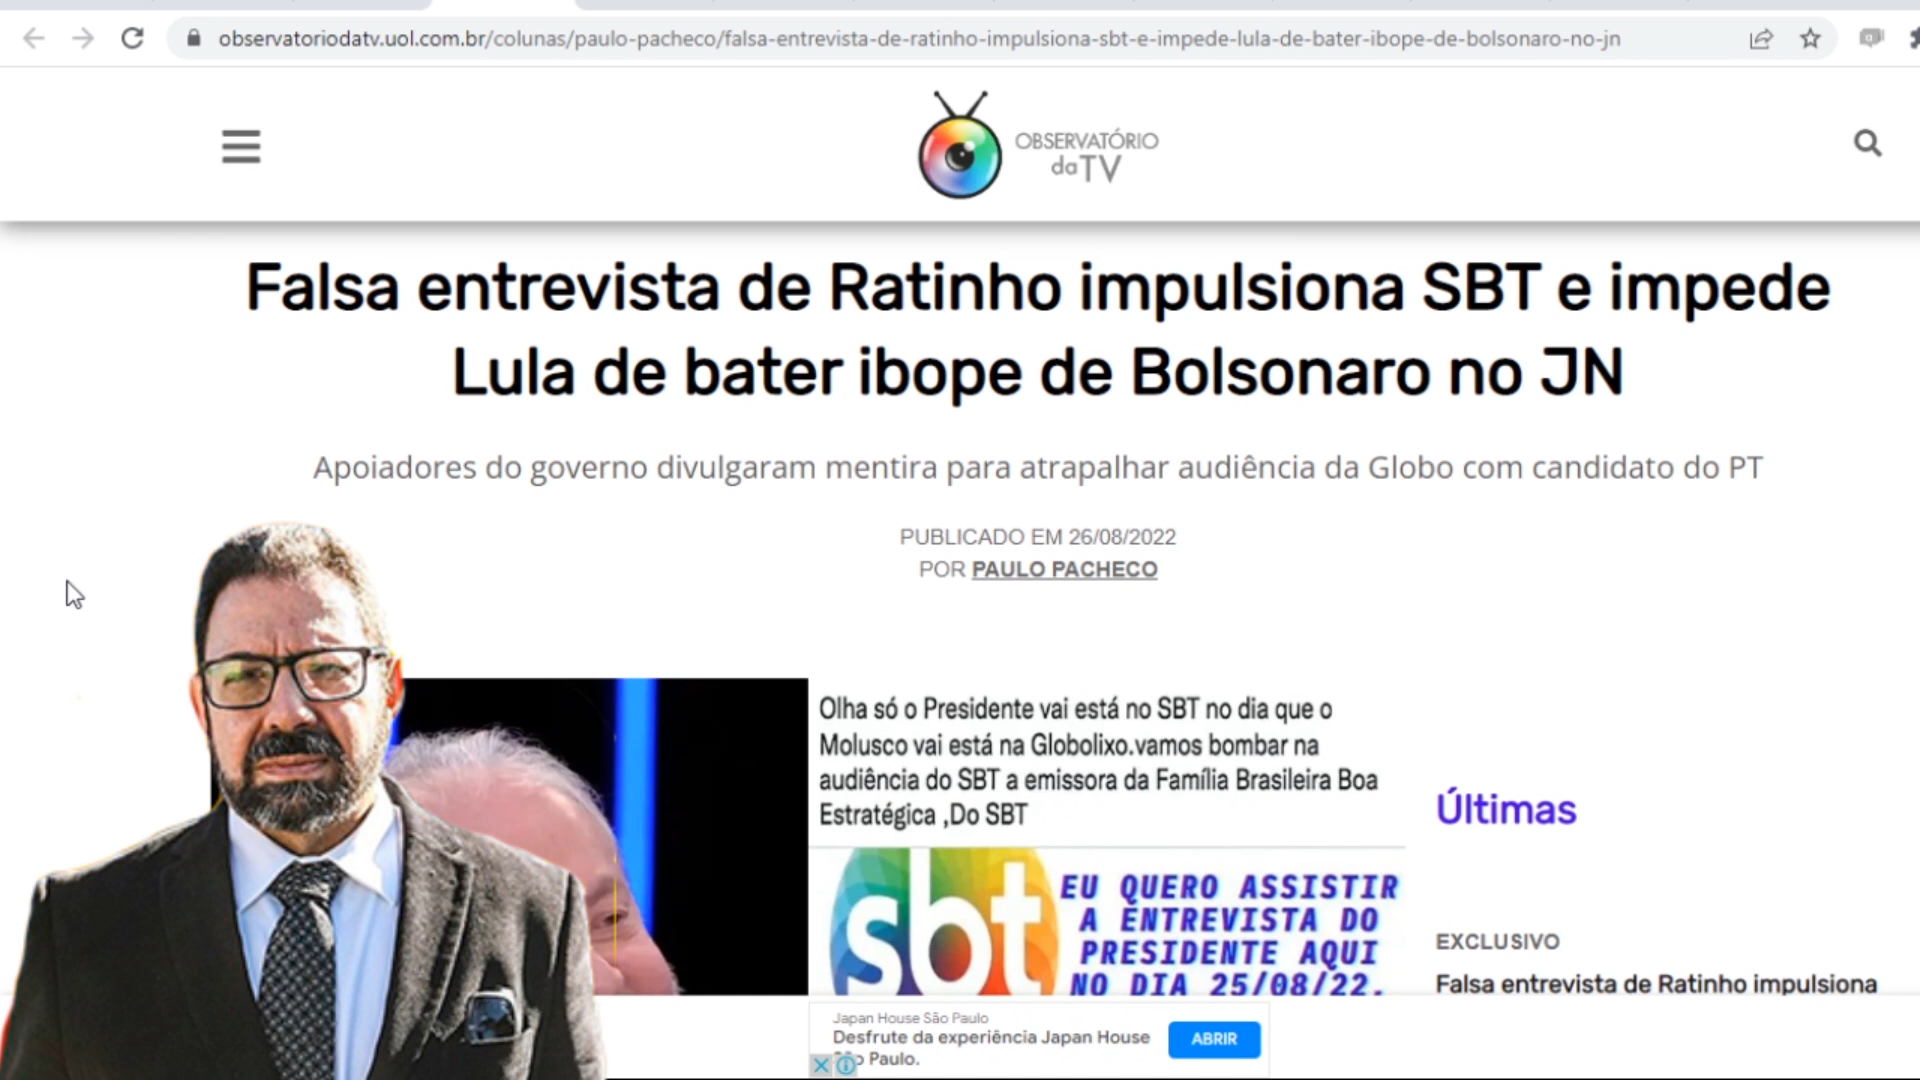 observatoriodatv.uol.com.br/colunas/paulo-pacheco/falsa-entrevista-de-ratinho-impulsiona-sbt-e-impede-lula-de-bater-ibope-de-bolsonaro-no-jn
OBSERVATÓRIO
daTV
Falsa entrevista de Ratinho impulsiona SBT e impede
Lula de bater ibope de Bolsonaro no JN
Apoiadores do governo divulgaram mentira para atrapalhar audiência da Globo com candidato do PT
PUBLICADO EM 26/08/2022
POR PAULO PACHECO
Olha só o Presidente vai está no SBT no dia que o
Molusco vai está na Globolixo.vamos bombar na
audiência do SBT a emissora da Família Brasileira Boa
Estratégica ,Do SBT
sbt
EU QUERO ASSISTIR
A ENTREVISTA DO
PRESIDENTE AQUI
NO DIA 25/08/22.
Últimas
EXCLUSIVO
Falsa entrevista de Ratinho impulsiona
Japan House São Paulo
Desfrute da experiência Japan House
Paulo.
ABRIR